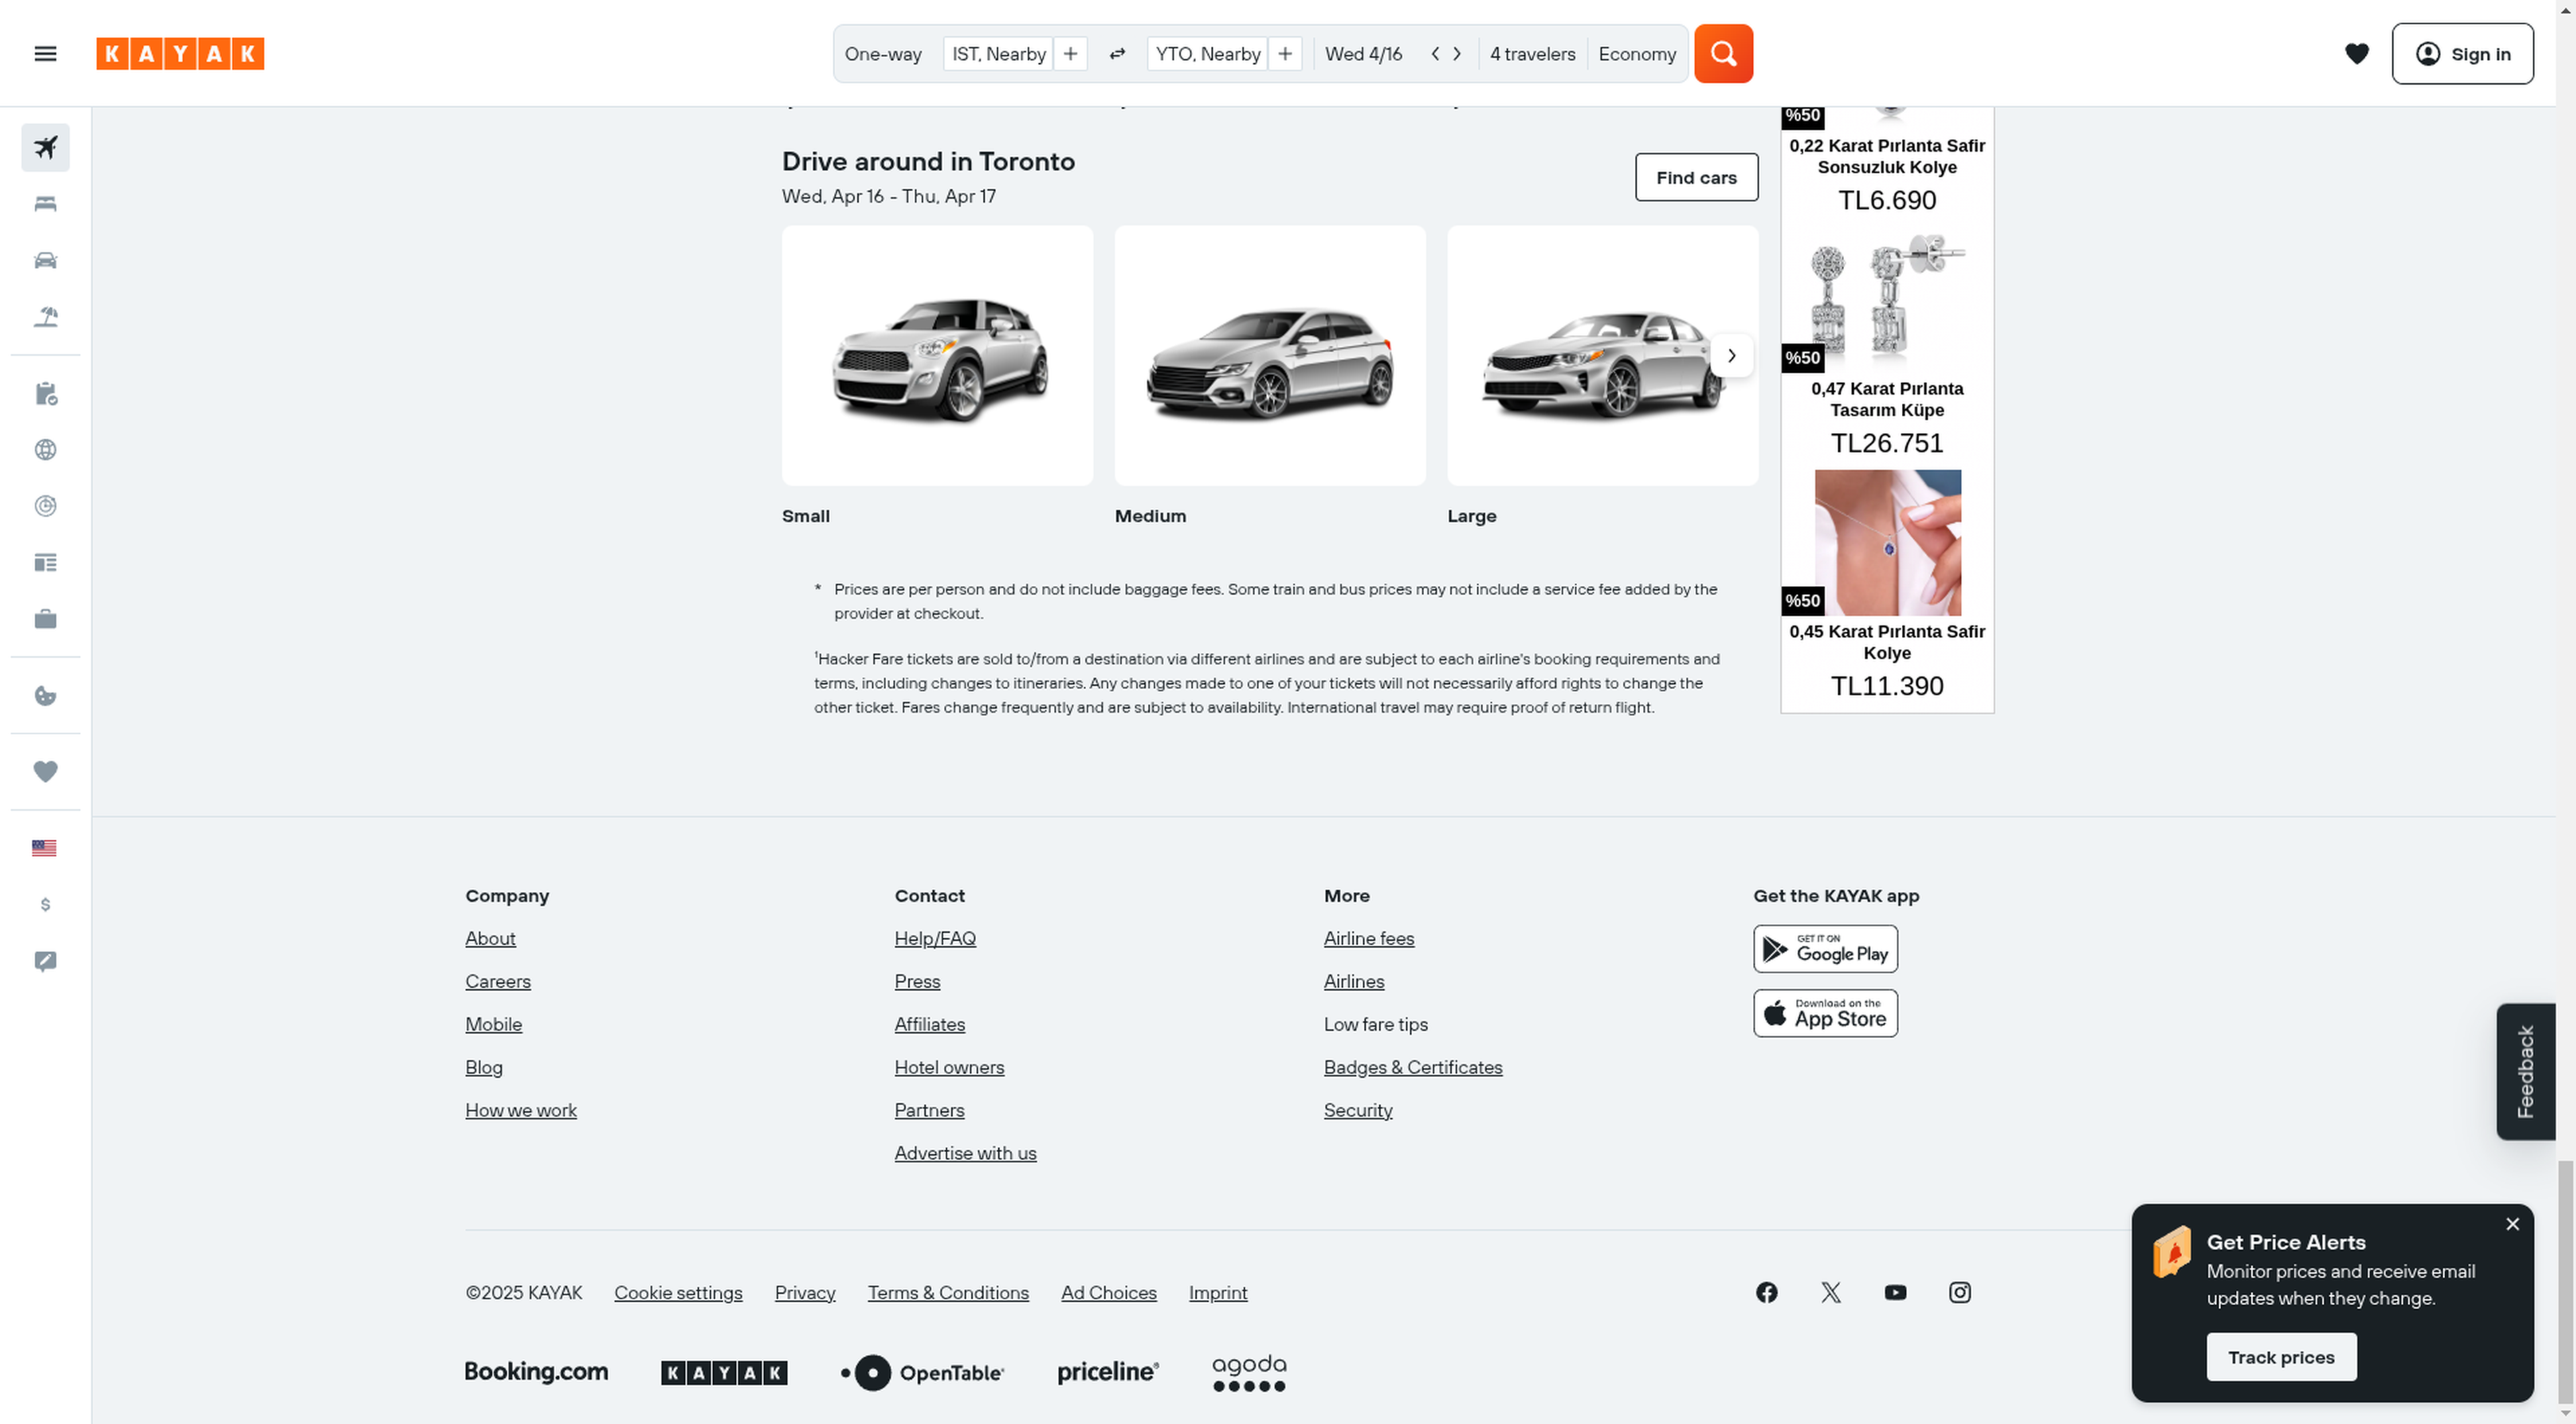 KAYAK
One-way
IST, Nearby
YTO, Nearby
Wed 4/16
4 travelers
Economy
Sign in
Drive around in Toronto
Wed, Apr 16 - Thu, Apr 17
Find cars
Small
Medium
Large
* Prices are per person and do not include baggage fees. Some train and bus prices may not include a service fee added by the
provider at checkout.
¹Hacker Fare tickets are sold to/from a destination via different airlines and are subject to each airline's booking requirements and
terms, including changes to itineraries. Any changes made to one of your tickets will not necessarily afford rights to change the
other ticket. Fares change frequently and are subject to availability. International travel may require proof of return flight.
%50
0,22 Karat Pırlanta Safir
Sonsuzluk Kolye
TL6.690
%50
0,47 Karat Pırlanta
Tasarım Küpe
TL26.751
%50
0,45 Karat Pırlanta Safir
Kolye
TL11.390
$
Company
About
Careers
Mobile
Blog
How we work
Contact
Help/FAQ
Press
Affiliates
Hotel owners
Partners
Advertise with us
More
Airline fees
Airlines
Low fare tips
Badges & Certificates
Security
Get the KAYAK app
GET IT ON
Google Play
Download on the
App Store
Feedback
©2025 KAYAK
Cookie settings
Privacy
Terms & Conditions
Ad Choices
Imprint
Booking.com
KAYAK
OpenTable
priceline®
agoda
Get Price Alerts
Monitor prices and receive email
updates when they change.
Track prices